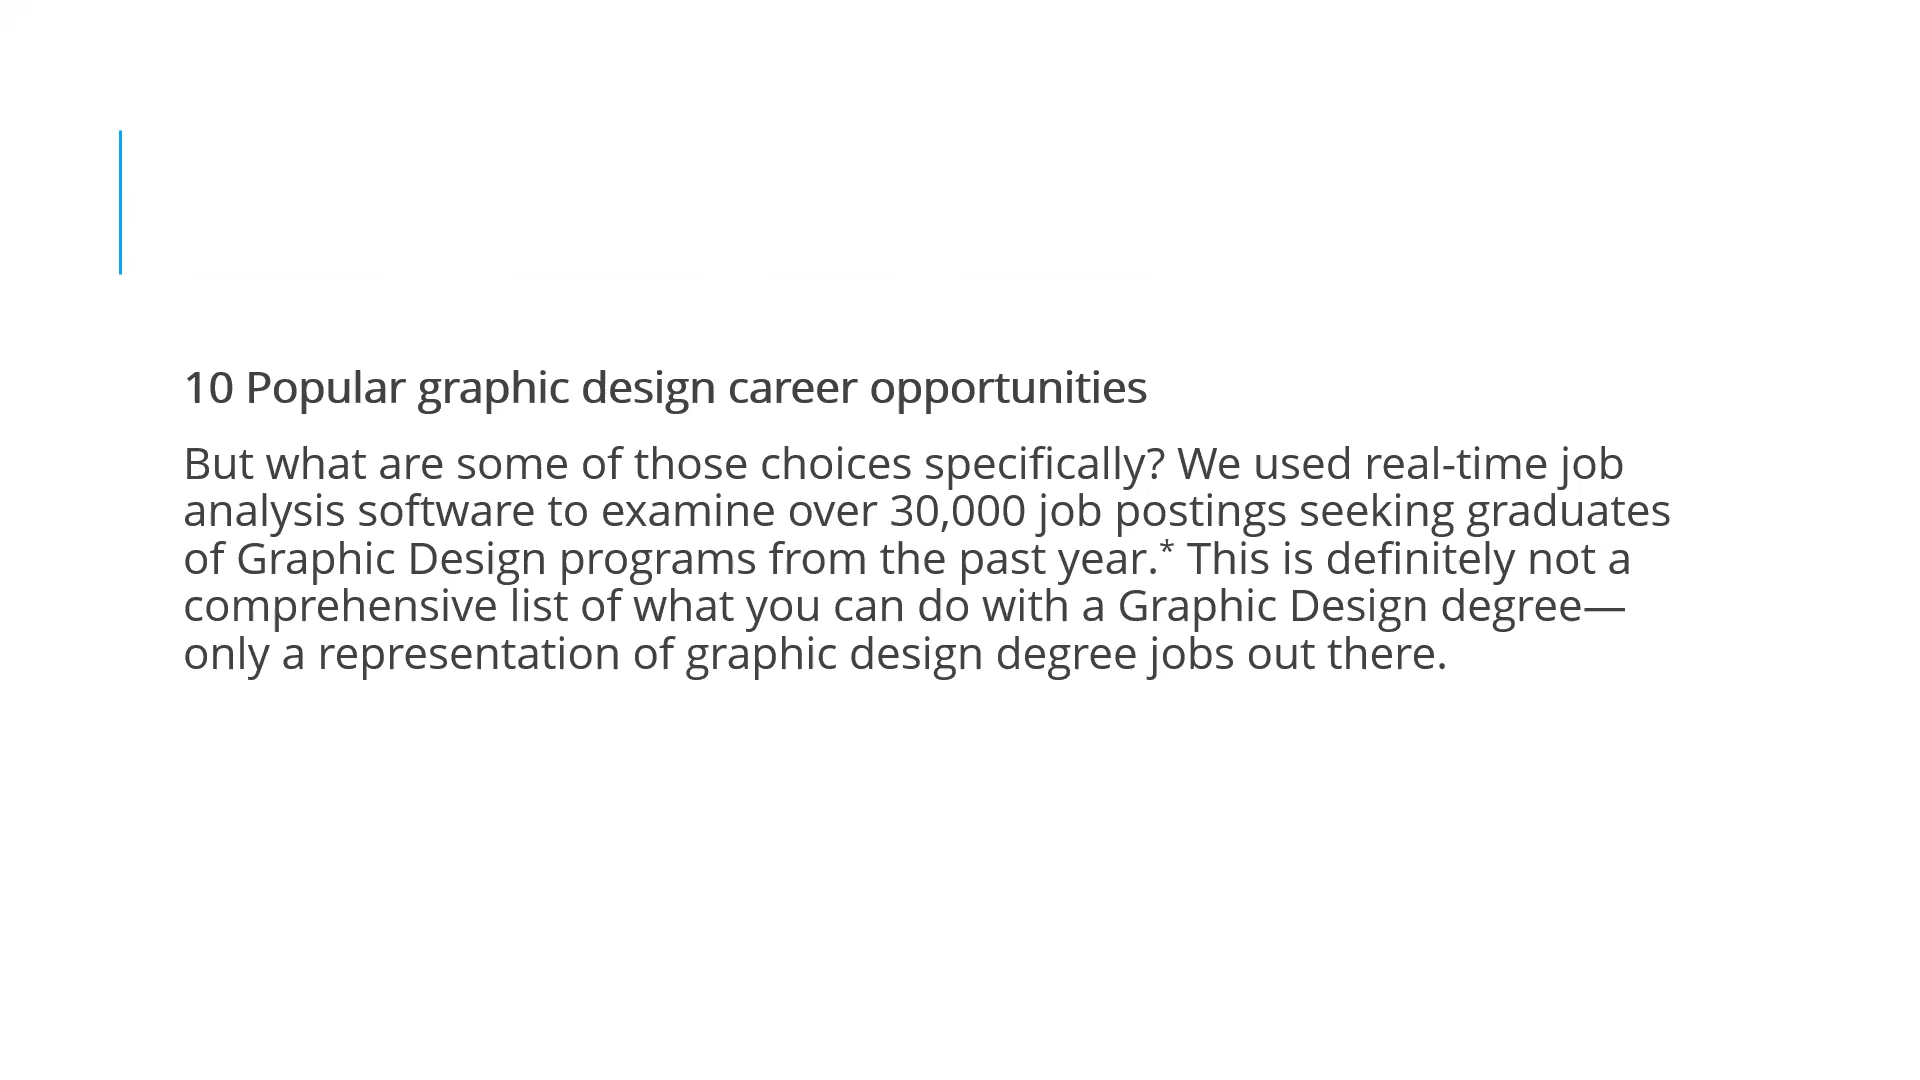 10 Popular graphic design career opportunities
But what are some of those choices specifically? We used real-time job
analysis software to examine over 30,000 job postings seeking graduates
of Graphic Design programs from the past year.* This is definitely not a
comprehensive list of what you can do with a Graphic Design degree—
only a representation of graphic design degree jobs out there.